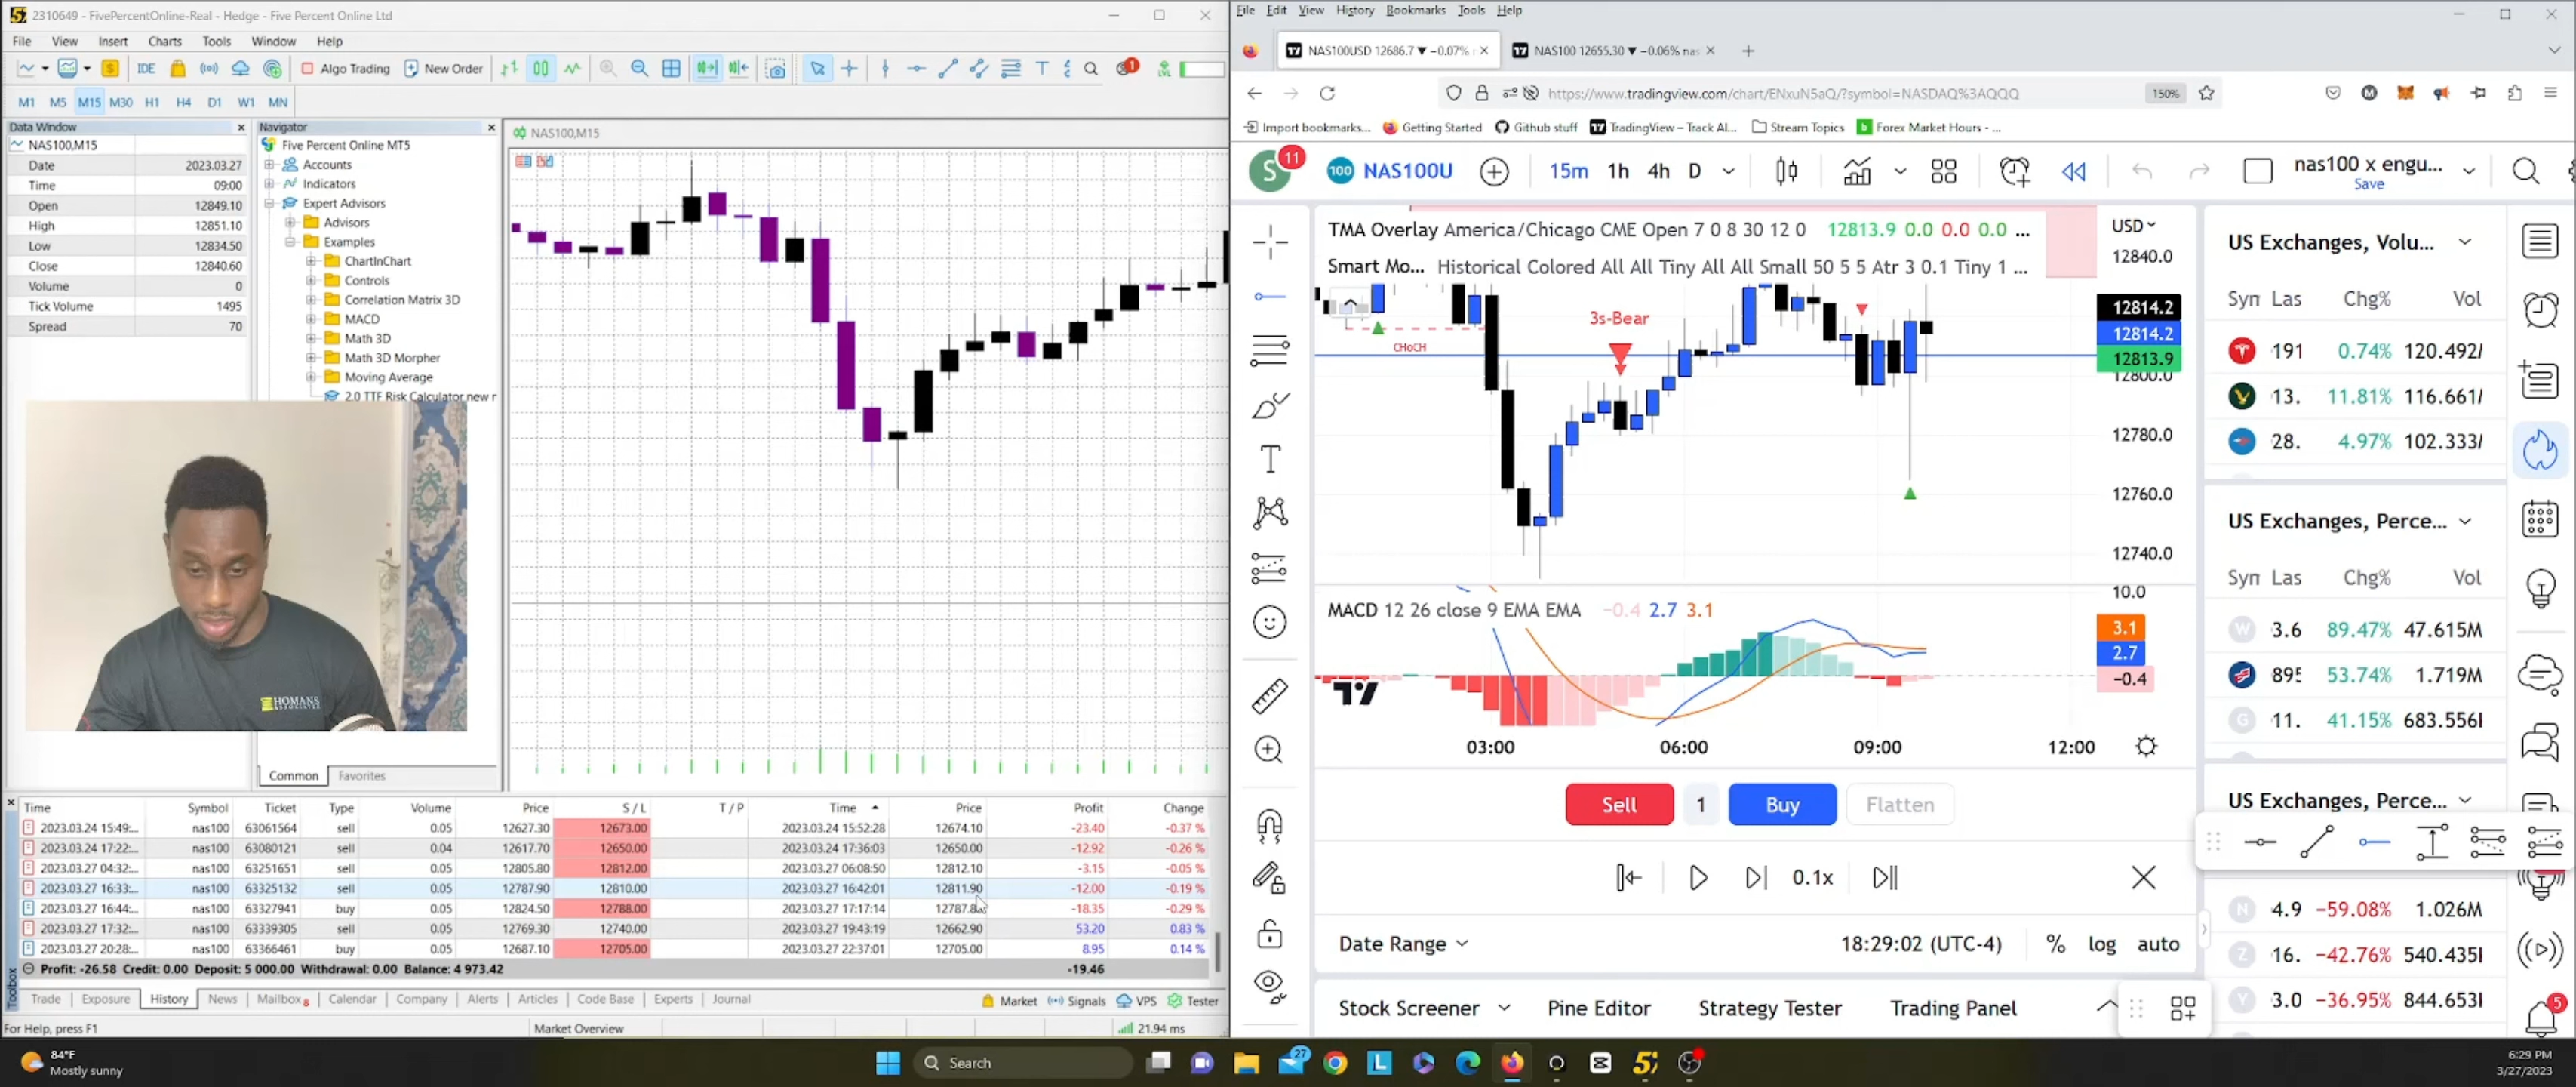 2310649 - FivePercentOnline-Real - Hedge - Five Percent Online Ltd
File View Insert Charts Tools Window Help
IDE Algo Trading New Order
M1 M5 M15 M30 H1 H4 D1 W1 MN
Data Window
NAS100,M15
Date 2023.03.27
Time 09:00
Open 12849.10
High 12851.10
Low 12834.50
Close 12840.60
Volume 0
Tick Volume 1495
Spread 70
Navigator
Five Percent Online MT5
Accounts
Indicators
Expert Advisors
Advisors
Examples
ChartInChart
Controls
Correlation Matrix 3D
MACD
Math 3D
Math 3D Morpher
Moving Average
2.0 TTF Risk Calculator new r
Common Favorites
NAS100,M15
HOMANS
Time Symbol Ticket Type Volume Price S / L T / P Time Price Profit Change
2023.03.24 15:49:... nas100 63061564 sell 0.05 12627.30 12673.00 2023.03.24 15:52:28 12674.10 -23.40 -0.37 %
2023.03.24 17:22:... nas100 63080121 sell 0.04 12617.70 12650.00 2023.03.24 17:36:03 12650.00 -12.92 -0.26 %
2023.03.27 04:32:... nas100 63251651 sell 0.05 12805.80 12812.00 2023.03.27 06:08:50 12812.10 -3.15 -0.05 %
2023.03.27 16:33:... nas100 63325132 sell 0.05 12787.90 12810.00 2023.03.27 16:42:01 12811.90 -12.00 -0.19 %
2023.03.27 16:44:... nas100 63327941 buy 0.05 12824.50 12788.00 2023.03.27 17:17:14 12787.8 -18.35 -0.29 %
2023.03.27 17:32:... nas100 63339305 sell 0.05 12769.30 12740.00 2023.03.27 19:43:19 12662.90 53.20 0.83 %
2023.03.27 20:28:... nas100 63366461 buy 0.05 12687.10 12705.00 2023.03.27 22:37:01 12705.00 8.95 0.14 %
Profit: -26.58 Credit: 0.00 Deposit: 5 000.00 Withdrawal: 0.00 Balance: 4 973.42 -19.46
Toolbox
Trade Exposure History News Mailbox 8 Calendar Company Alerts Articles Code Base Experts Journal Market Signals VPS Tester
For Help, press F1 Market Overview 21.94 ms
File Edit View History Bookmarks Tools Help
NAS100USD 12686.7 ▼ −0.07%
NAS100 12655.30 ▼ −0.06% nas
https://www.tradingview.com/chart/ENxuN5aQ/?symbol=NASDAQ%3AQQQ 150%
Import bookmarks... Getting Started Github stuff TradingView – Track Al... Stream Topics Forex Market Hours - ...
S 11 100 NAS100U 15m 1h 4h D nas100 x engu...
Save
TMA Overlay America/Chicago CME Open 7 0 8 30 12 0 12813.9 0.0 0.0 0.0 ...
Smart Mo... Historical Colored All All Tiny All All Small 50 5 5 Atr 3 0.1 Tiny 1 ...
3s-Bear
CHoCH
USD
12840.0
12814.2
12814.2
12813.9
12800.0
12780.0
12760.0
12740.0
MACD 12 26 close 9 EMA EMA −0.4 2.7 3.1
10.0
3.1
2.7
−0.4
03:00 06:00 09:00 12:00
Sell 1 Buy Flatten
0.1x
Date Range 18:29:02 (UTC-4) % log auto
Stock Screener Pine Editor Strategy Tester Trading Panel
US Exchanges, Volu...
Las Chg% Vol
191 0.74% 120.492
13. 11.81% 116.661
28. 4.97% 102.333
US Exchanges, Perce...
Las Chg% Vol
W 3.6 89.47% 47.615M
895 53.74% 1.719M
G 11. 41.15% 683.556
US Exchanges, Perce...
N 4.9 −59.08% 1.026M
Z 16. −42.76% 540.435
Y 3.0 −36.95% 844.653
5
84°F
Mostly sunny
Search
27
6:29 PM
3/27/2023